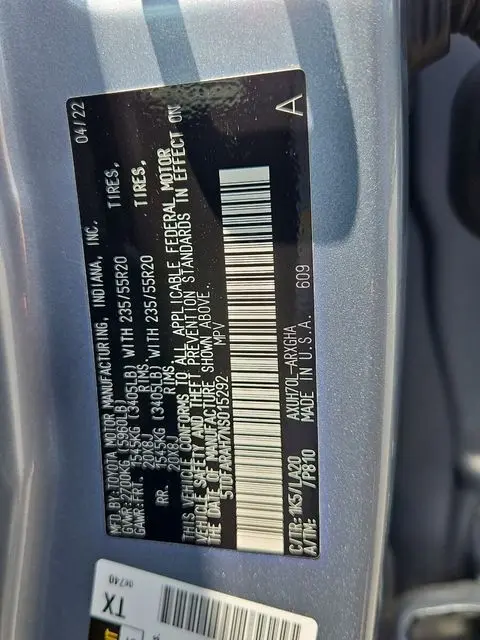 MFD.BY: TOYOTA MOTOR MANUFACTURING, INDIANA, INC. 04/22
GVWR: 2700KG (5960LB)
GAWR: FRT. 1545KG (3405LB) WITH 235/55R20 TIRES,
20X8J RIMS
RR. 1545KG (3405LB) WITH 235/55R20 TIRES,
20X8J RIMS
THIS VEHICLE CONFORMS TO ALL APPLICABLE FEDERAL MOTOR
VEHICLE SAFETY AND THEFT PREVENTION STANDARDS IN EFFECT ON
THE DATE OF MANUFACTURE SHOWN ABOVE.
MPV
C/TR: 1K5/LA20 AXUH70L-ARXGHA 609 A
A/TM: /P810 MADE IN U.S.A.
TX